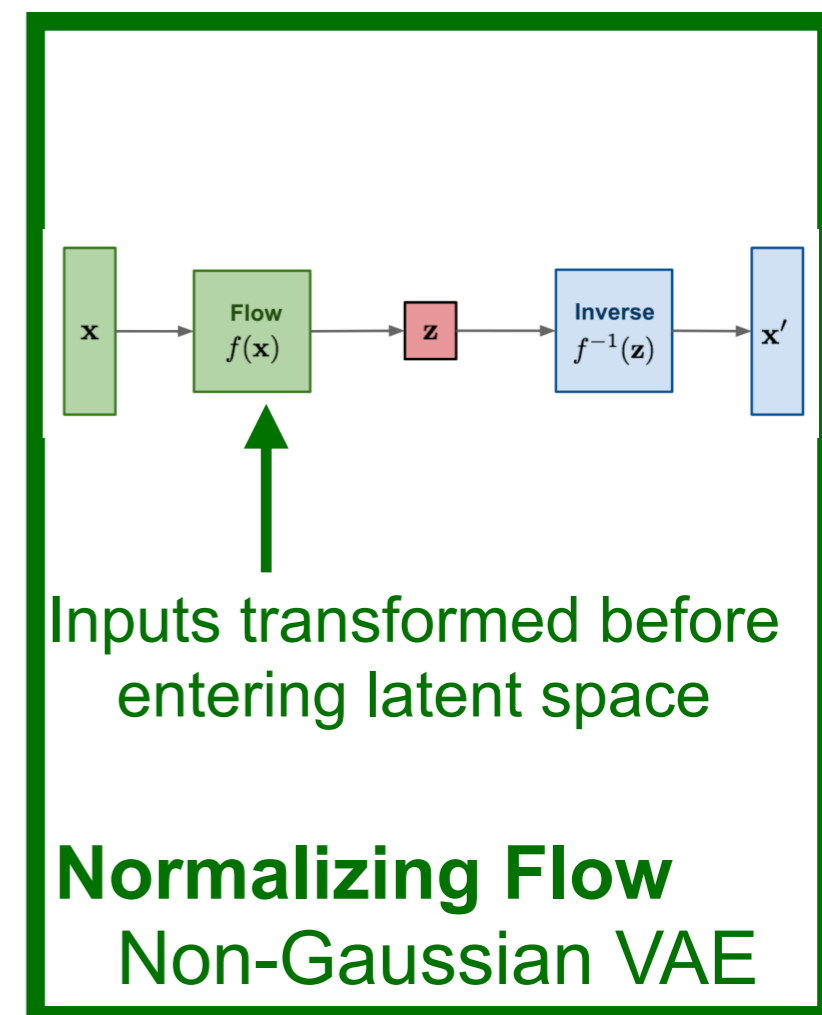 x
Flow
f(x)
z
Inverse
f⁻¹(z)
x′
Inputs transformed before
entering latent space
Normalizing Flow
Non-Gaussian VAE